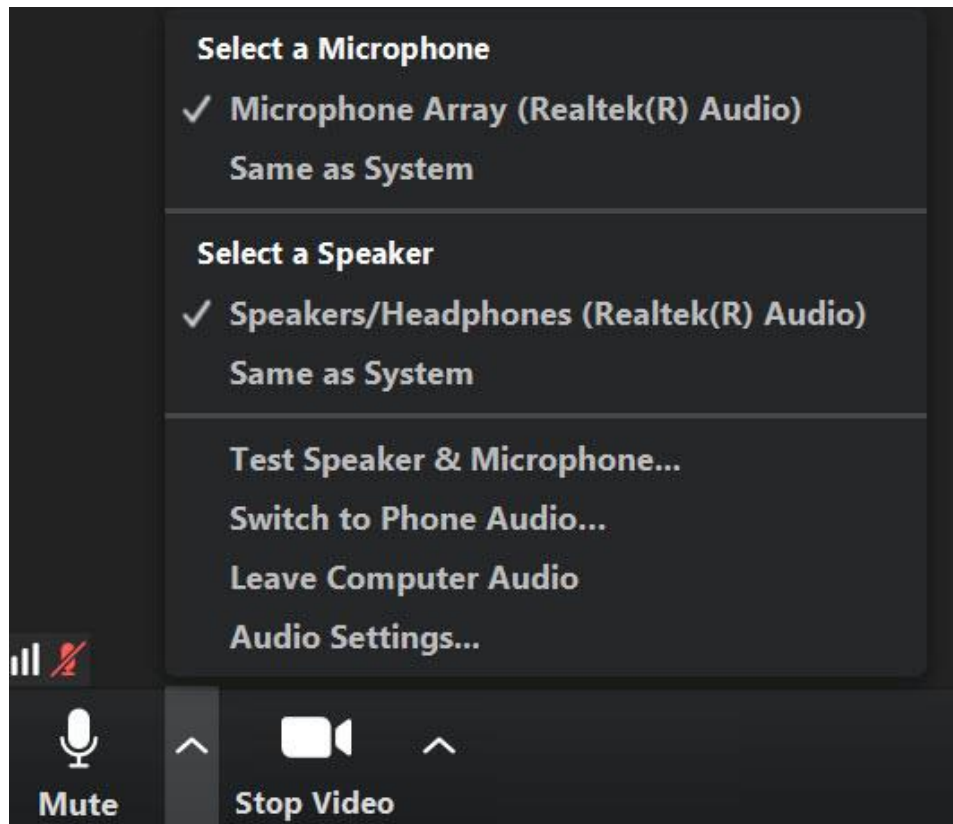 Select a Microphone
Microphone Array (Realtek(R) Audio)
Same as System
Select a Speaker
Speakers/Headphones (Realtek(R) Audio)
Same as System
Test Speaker & Microphone...
Switch to Phone Audio...
Leave Computer Audio
Audio Settings...
Mute
Stop Video